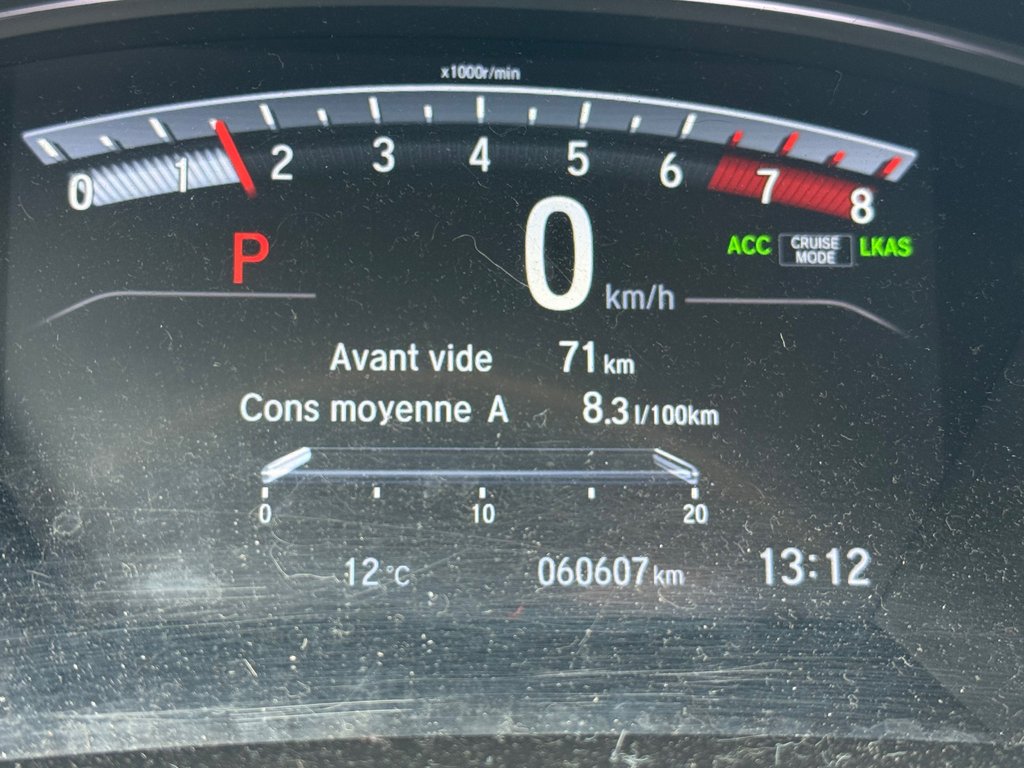 x1000r/min
0 1 2 3 4 5 6 7 8
P
0 km/h
ACC CRUISE MODE LKAS
Avant vide 71 km
Cons moyenne A 8.3 l/100km
0 10 20
12 °C 060607 km 13:12